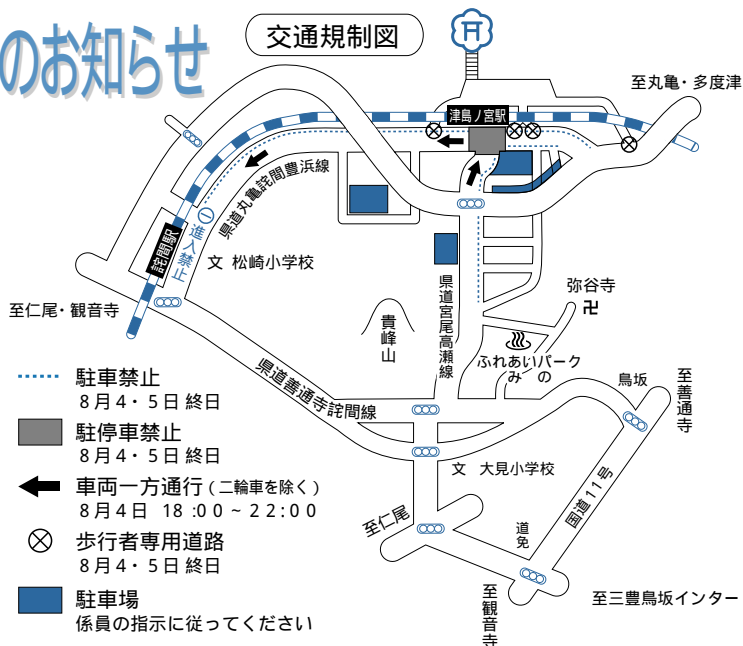 のお知らせ
交通規制図
至丸亀・多度津
津島ノ宮駅
県道丸亀詫間豊浜線
進入禁止
詫間駅
文 松崎小学校
至仁尾・観音寺
県道宮尾高瀬線
貴峰山
弥谷寺
卍
ふれあいパーク
みの
鳥坂
至善通寺
県道善通寺詫間線
文 大見小学校
国道11号
道免
至仁尾
至観音寺
至三豊鳥坂インター
駐車禁止
8月4・5日 終日
駐停車禁止
8月4・5日 終日
車両一方通行(二輪車を除く)
8月4日 18:00~22:00
歩行者専用道路
8月4・5日 終日
駐車場
係員の指示に従ってください